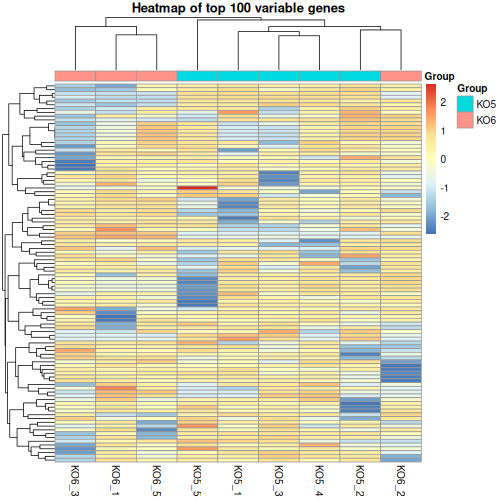 Heatmap of top 100 variable genes
Group
Group
KO5
KO6
2
1
0
-1
-2
KO6_3
KO6_1
KO6_5
KO5_5
KO5_1
KO5_3
KO5_4
KO5_2
KO6_2